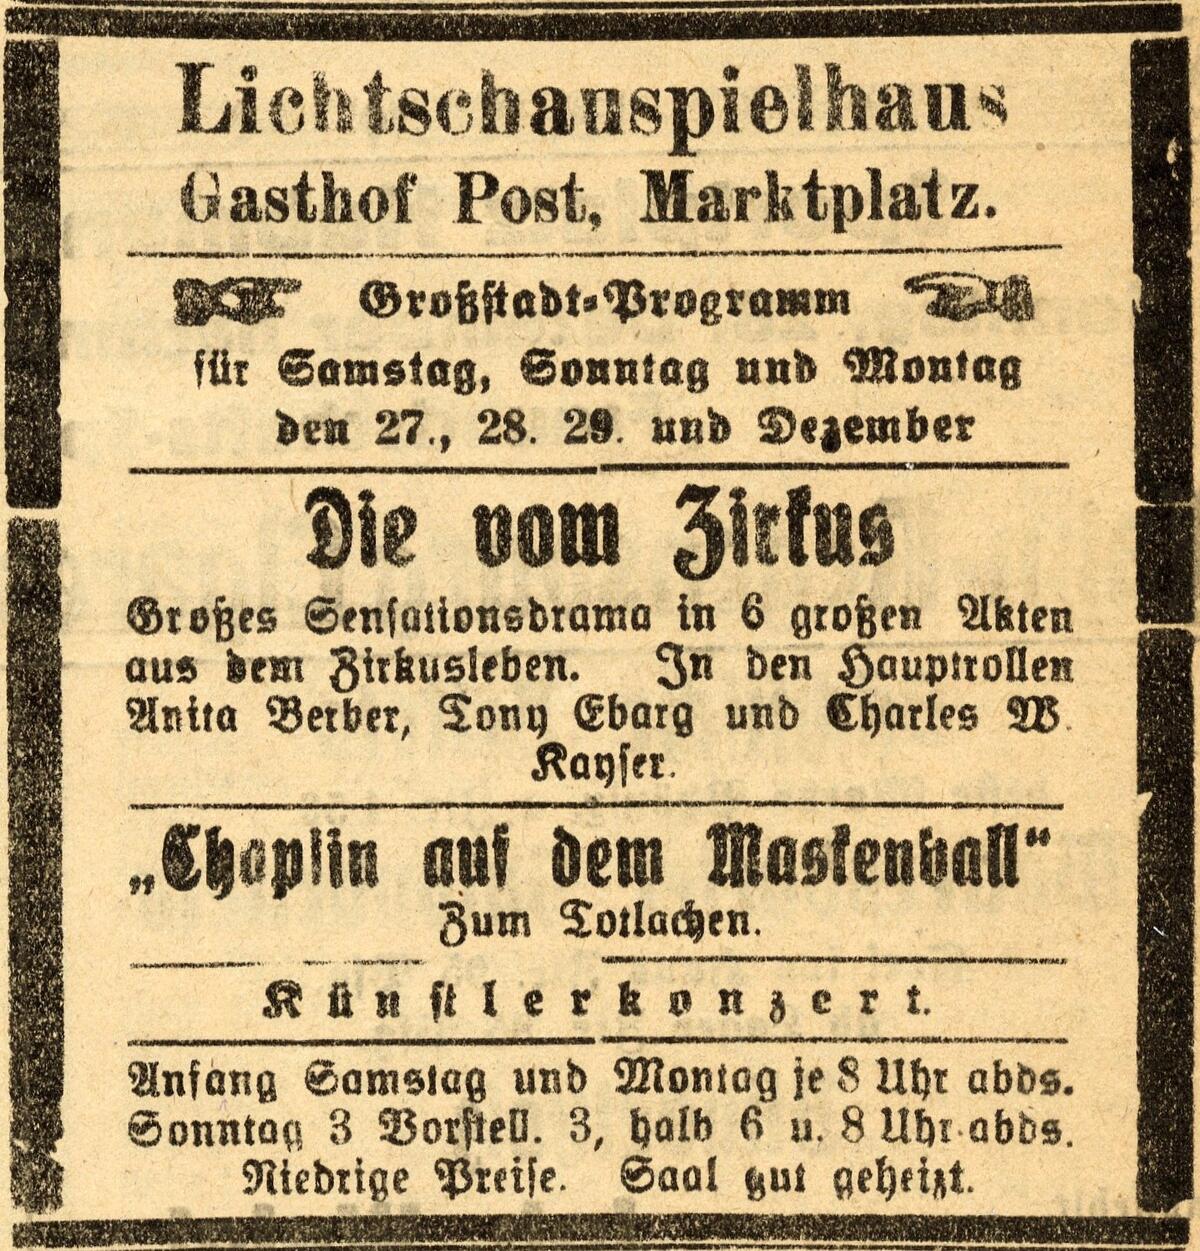 Lichtschauspielhaus
Gasthof Post, Marktplatz.
Großstadt-Programm
für Samstag, Sonntag und Montag
den 27., 28. 29. und Dezember
Die vom Zirkus
Großes Sensationsdrama in 6 großen Akten
aus dem Zirkusleben. In den Hauptrollen
Anita Berber, Tony Ebarg und Charles W.
Kayser.
„Chaplin auf dem Maskenball“
Zum Totlachen.
Künstlerkonzert.
Anfang Samstag und Montag je 8 Uhr abds.
Sonntag 3 Vorstell. 3, halb 6 u. 8 Uhr abds.
Niedrige Preise. Saal gut geheizt.